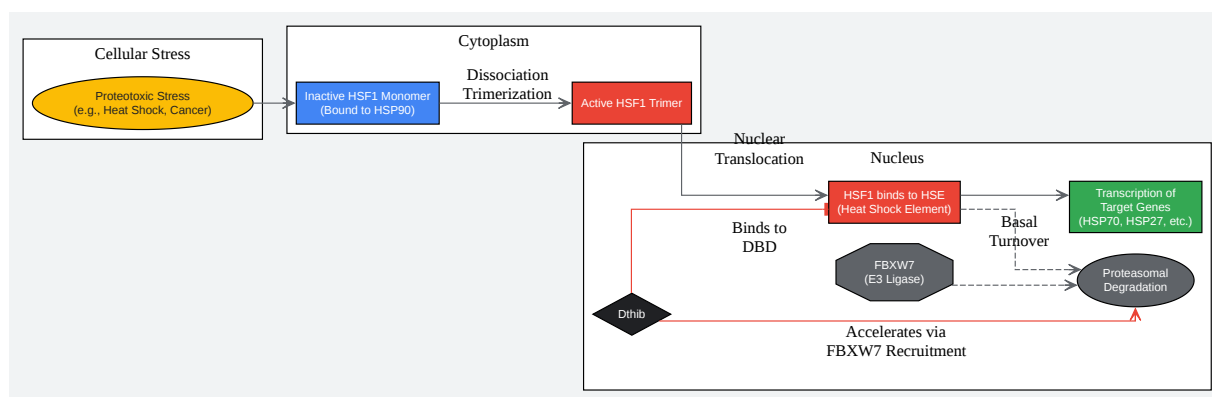 Cellular Stress
Proteotoxic Stress
(e.g., Heat Shock, Cancer)
Cytoplasm
Inactive HSF1 Monomer
(Bound to HSP90)
Dissociation
Trimerization
Active HSF1 Trimer
Nuclear
Translocation
Nucleus
HSF1 binds to HSE
(Heat Shock Element)
Transcription of
Target Genes
(HSP70, HSP27, etc.)
Binds to
DBD
Basal
Turnover
FBXW7
(E3 Ligase)
Proteasomal
Degradation
Dthib
Accelerates via
FBXW7 Recruitment